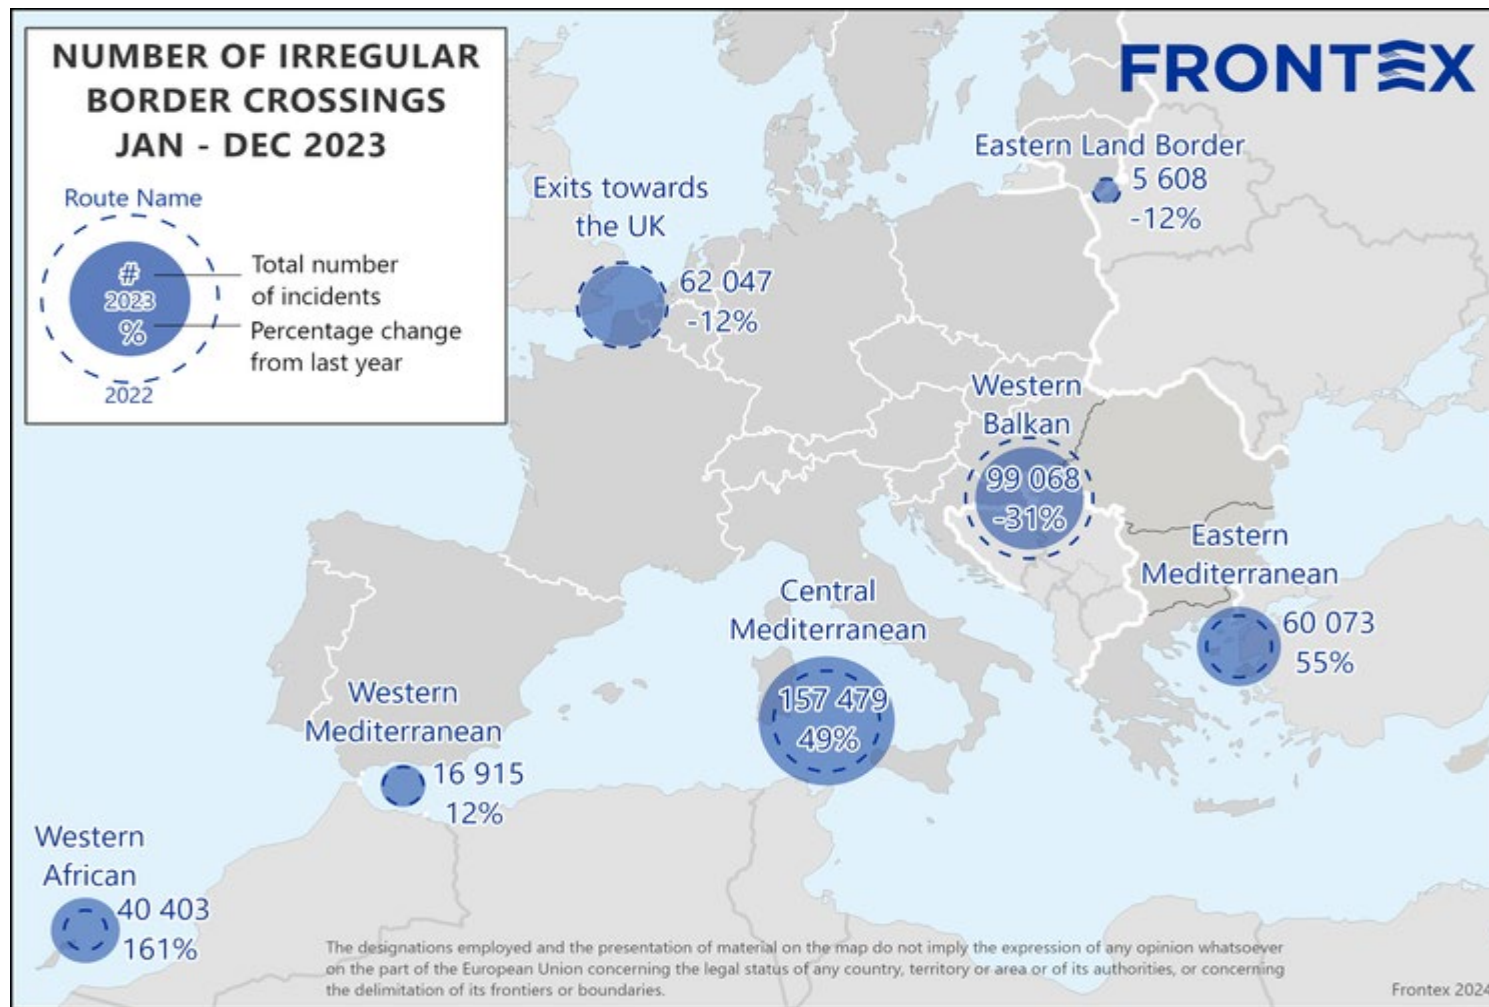 NUMBER OF IRREGULAR
BORDER CROSSINGS
JAN - DEC 2023
Route Name
#
2023
%
Total number
of incidents
Percentage change
from last year
2022
FRONTEX
Eastern Land Border
5 608
-12%
Exits towards
the UK
62 047
-12%
Western
Balkan
99 068
-31%
Eastern
Mediterranean
60 073
55%
Central
Mediterranean
157 479
49%
Western
Mediterranean
16 915
12%
Western
African
40 403
161%
The designations employed and the presentation of material on the map do not imply the expression of any opinion whatsoever
on the part of the European Union concerning the legal status of any country, territory or area or of its authorities, or concerning
the delimitation of its frontiers or boundaries.
Frontex 2024